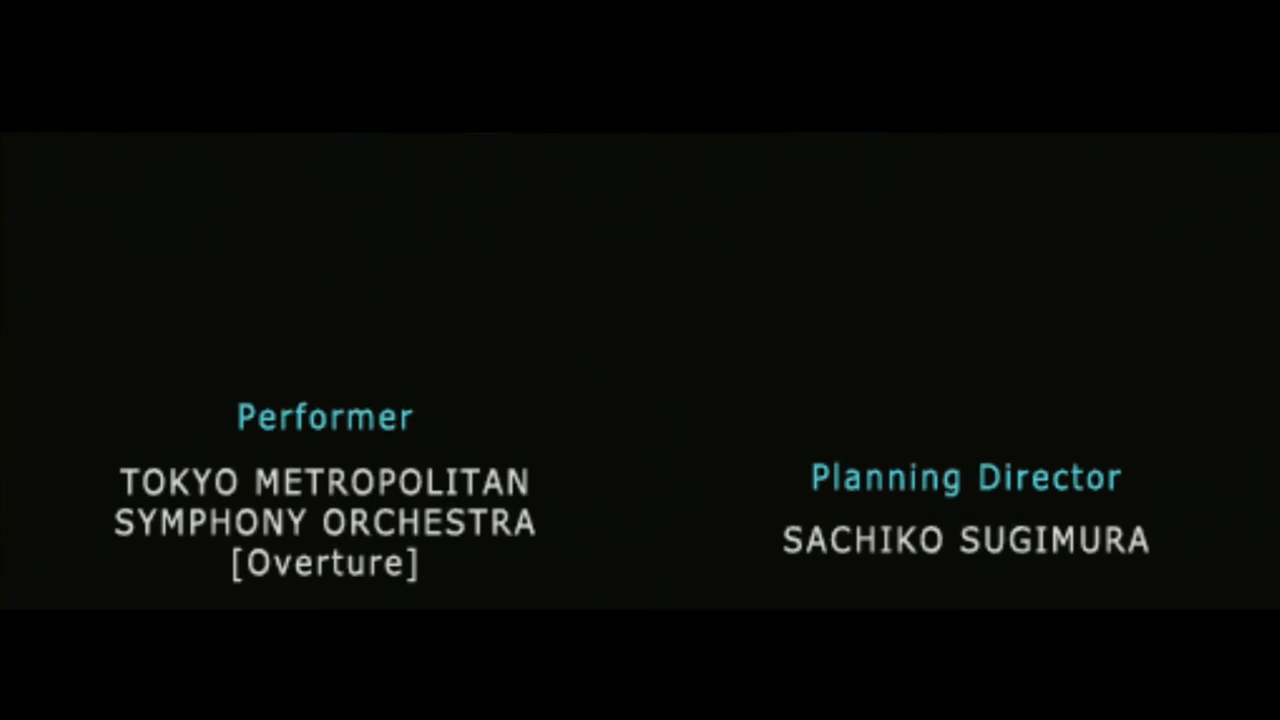 Performer
TOKYO METROPOLITAN
SYMPHONY ORCHESTRA
[Overture]
Planning Director
SACHIKO SUGIMURA